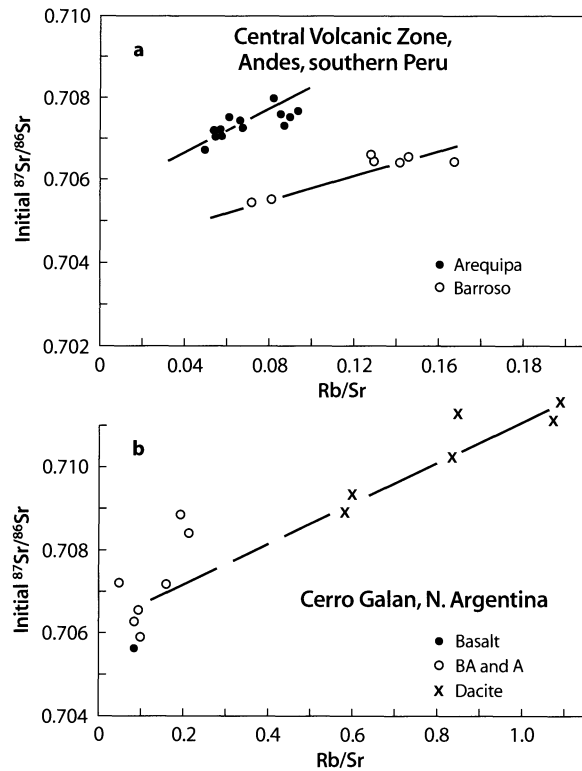 0.710
a
Central Volcanic Zone,
Andes, southern Peru
0.708
0.706
0.704
0.702
Initial ⁸⁷Sr/⁸⁶Sr
Arequipa
Barroso
0 0.04 0.08 0.12 0.16 0.18
Rb/Sr
b
0.710
0.708
0.706
0.704
Initial ⁸⁷Sr/⁸⁶Sr
Cerro Galan, N. Argentina
Basalt
BA and A
x Dacite
0 0.2 0.4 0.6 0.8 1.0
Rb/Sr